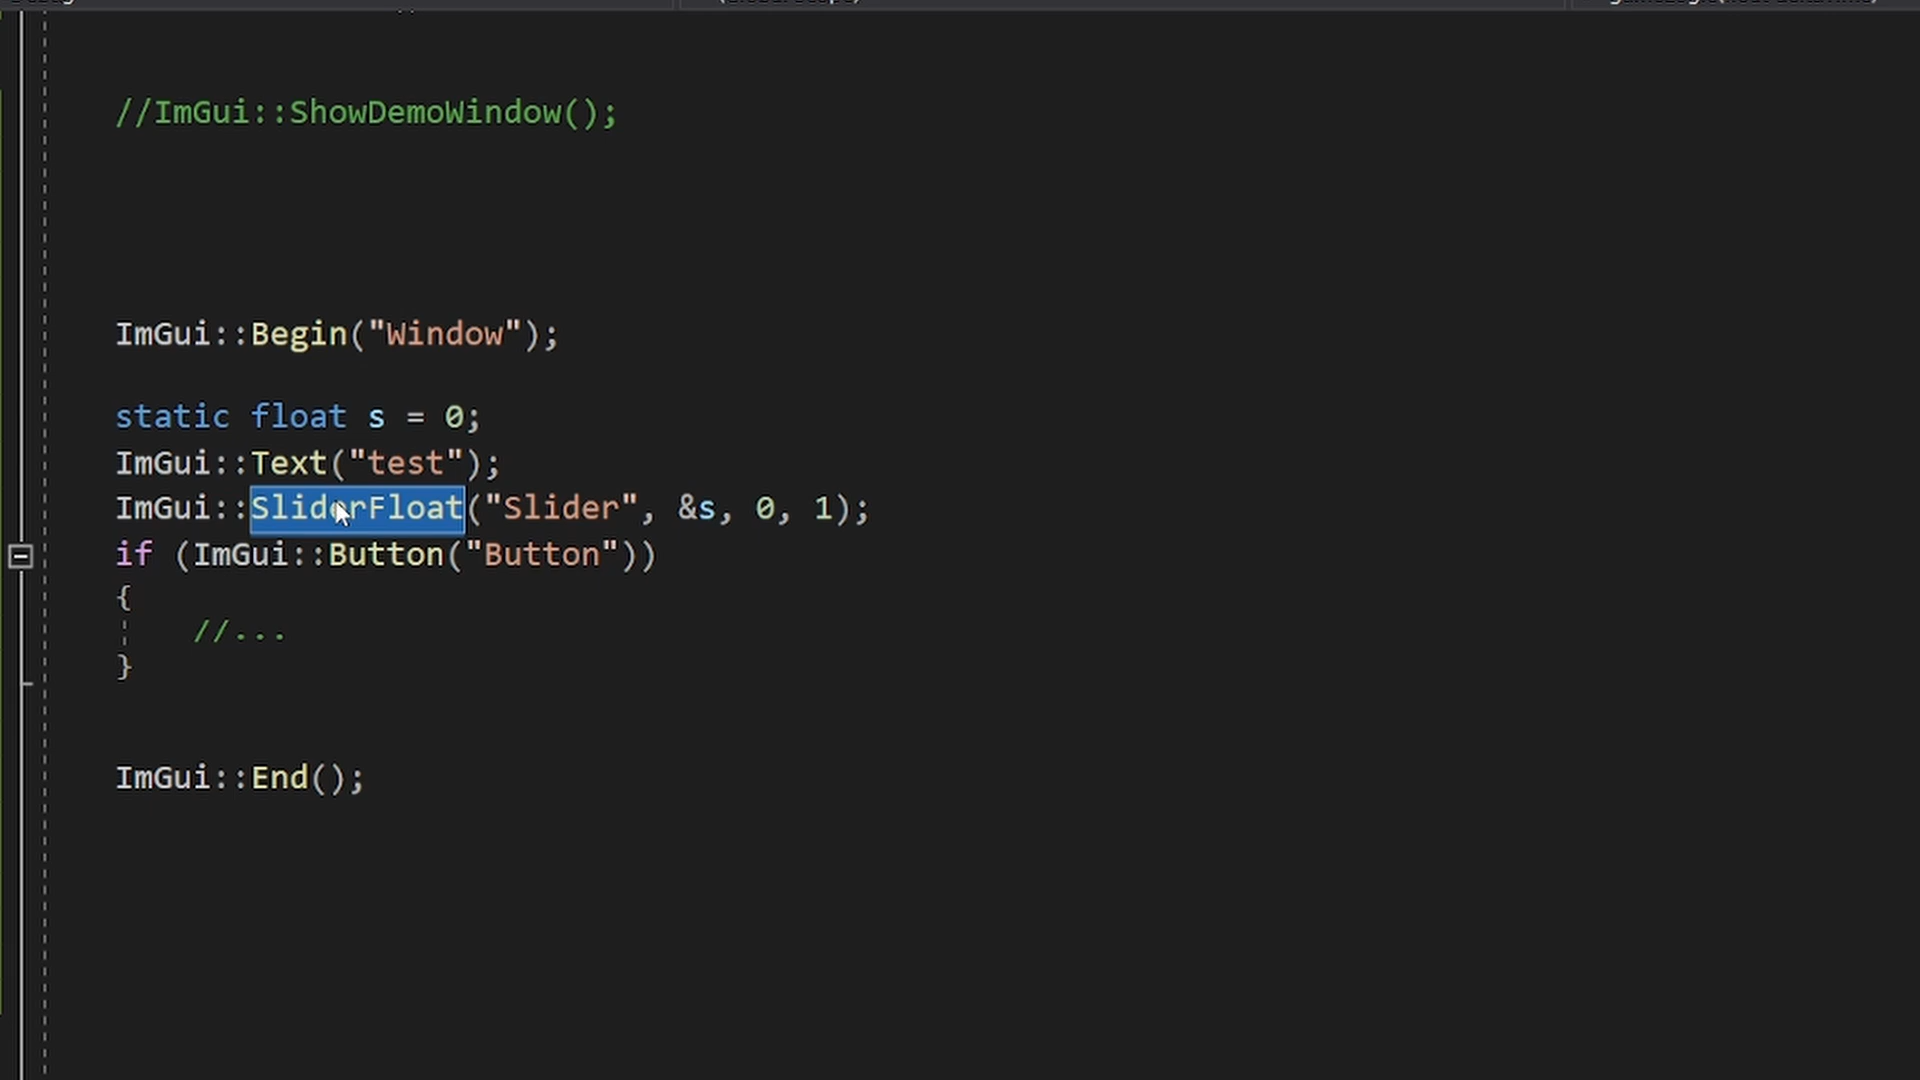 //ImGui::ShowDemoWindow();
ImGui::Begin("Window");
static float s = 0;
ImGui::Text("test");
ImGui::SliderFloat("Slider", &s, 0, 1);
if (ImGui::Button("Button"))
{
//...
}
ImGui::End();